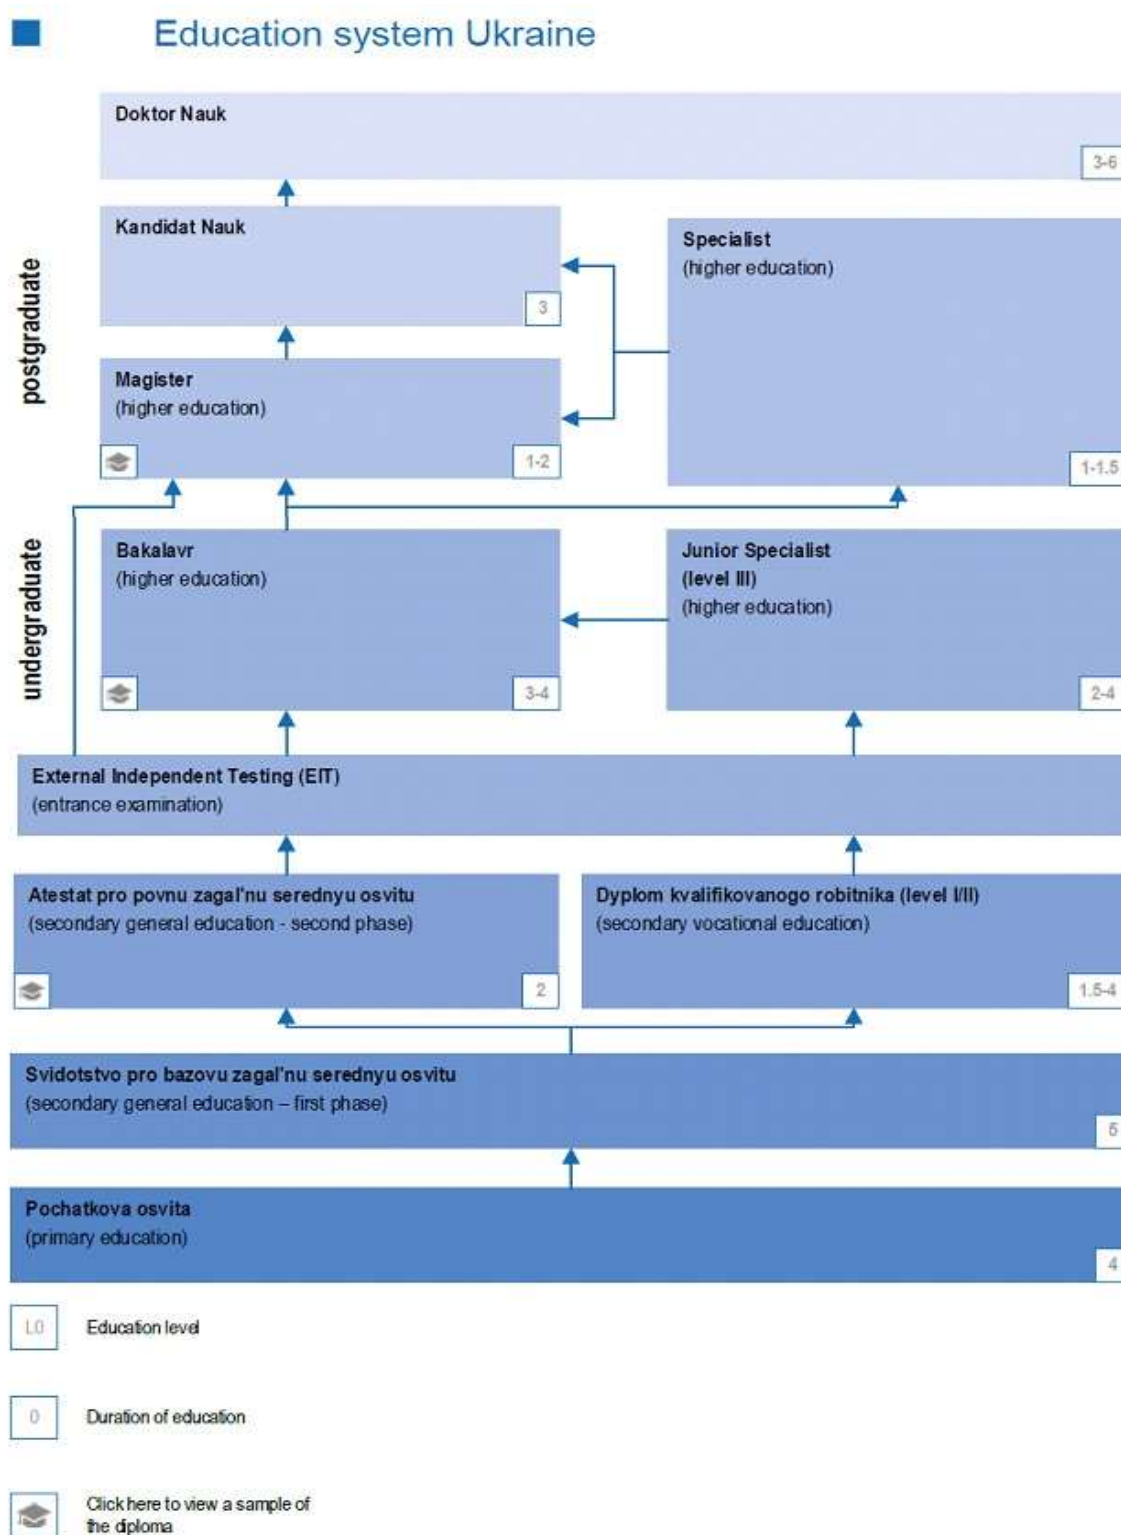 Education system Ukraine
Doktor Nauk
3-6
Kandidat Nauk
3
Specialist
(higher education)
1-1.5
postgraduate
Magister
(higher education)
1-2
undergraduate
Bakalavr
(higher education)
3-4
Junior Specialist
(level III)
(higher education)
2-4
External Independent Testing (EIT)
(entrance examination)
Atestat pro povnu zagal'nu serednyu osvitu
(secondary general education - second phase)
2
Dyplom kvalifikovanogo robitnika (level I/II)
(secondary vocational education)
1.5-4
Svidotstvo pro bazovu zagal'nu serednyu osvitu
(secondary general education – first phase)
5
Pochatkova osvita
(primary education)
4
L0
Education level
0
Duration of education
Click here to view a sample of
the diploma